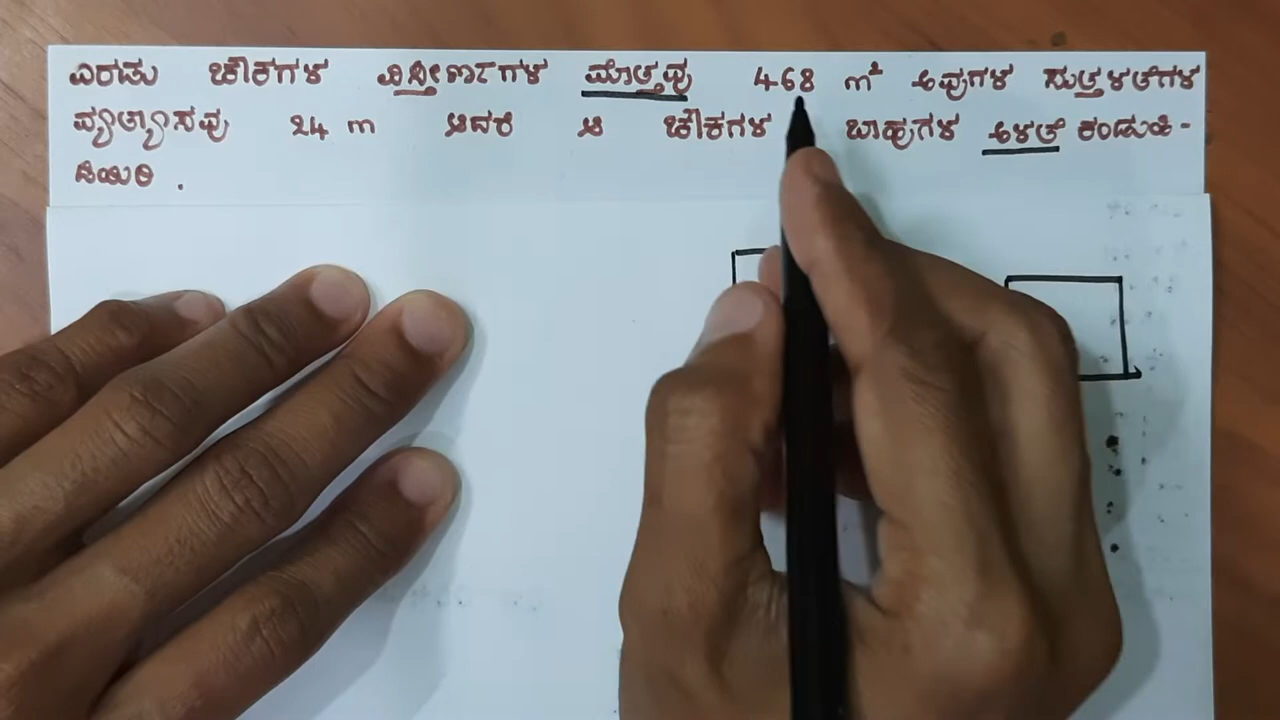 ಎರಡು ಚೌಕಗಳ ವಿಸ್ತೀರ್ಣಗಳ ಮೊತ್ತವು 468 m² ಅವುಗಳ ಸುತ್ತಳತೆಗಳ
ವ್ಯತ್ಯಾಸವು 24 m ಆದರೆ ಆ ಚೌಕಗಳ ಬಾಹುಗಳ ಅಳತೆ ಕಂಡುಹಿ-
ಡಿಯಿರಿ .